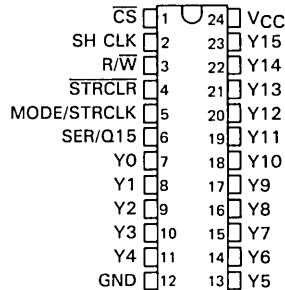 C̅S̅ 1 24 VCC
SH CLK 2 23 Y15
R/W̅ 3 22 Y14
S̅T̅R̅C̅L̅R̅ 4 21 Y13
MODE/STRCLK 5 20 Y12
SER/Q15 6 19 Y11
Y0 7 18 Y10
Y1 8 17 Y9
Y2 9 16 Y8
Y3 10 15 Y7
Y4 11 14 Y6
GND 12 13 Y5